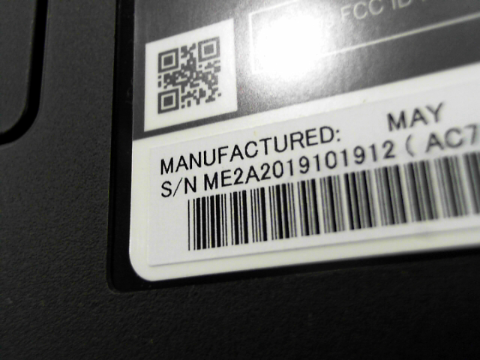 FCC ID
MANUFACTURED: MAY
S/N ME2A2019101912 ( AC7